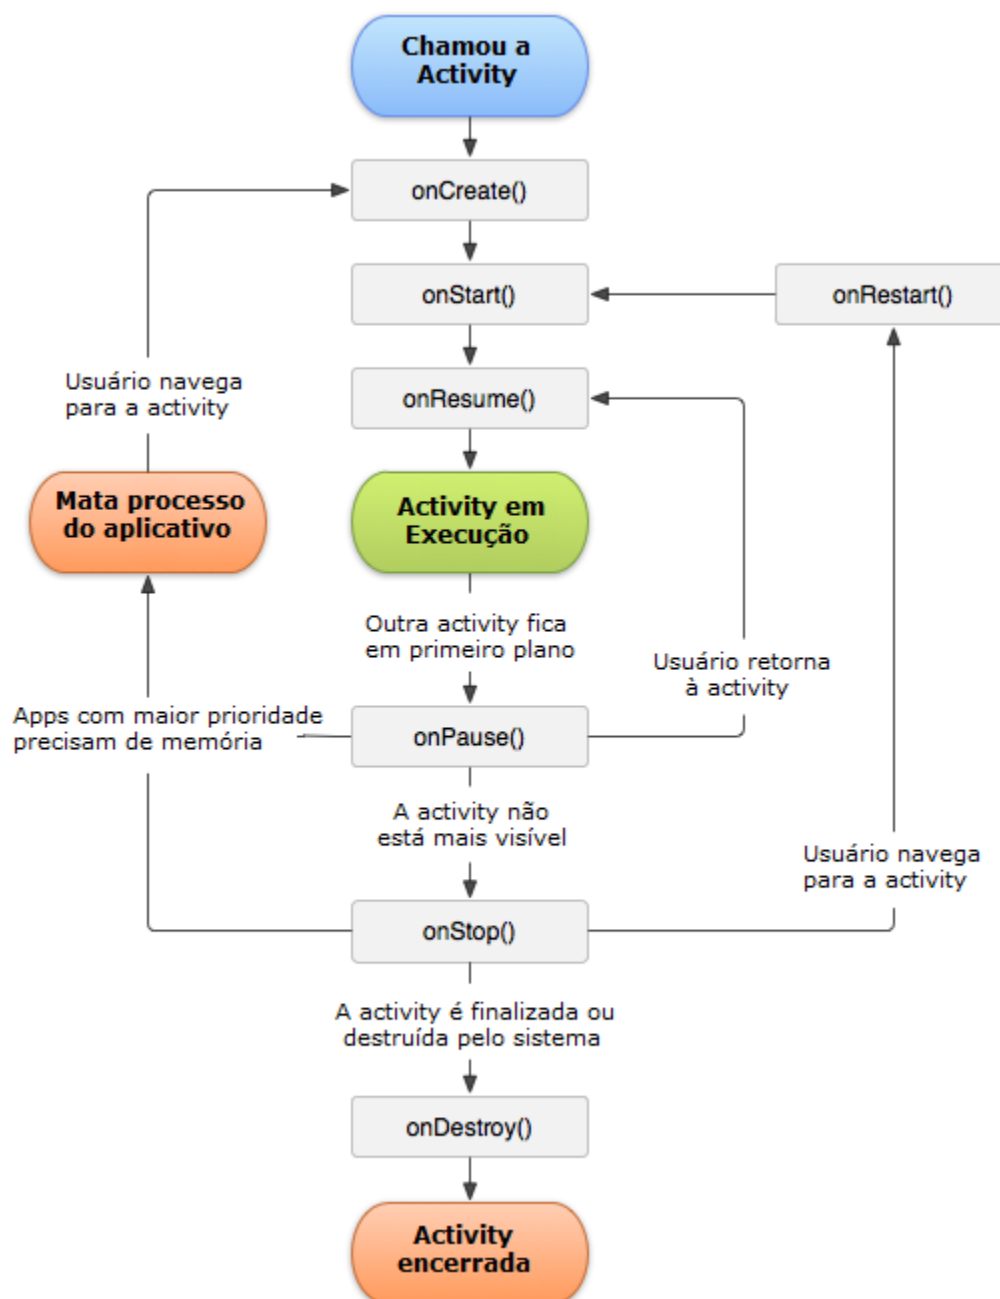 Chamou a
Activity
onCreate()
onStart()
onRestart()
Usuário navega
para a activity
onResume()
Mata processo
do aplicativo
Activity em
Execução
Outra activity fica
em primeiro plano
Usuário retorna
à activity
Apps com maior prioridade
precisam de memória
onPause()
A activity não
está mais visível
Usuário navega
para a activity
onStop()
A activity é finalizada ou
destruída pelo sistema
onDestroy()
Activity
encerrada